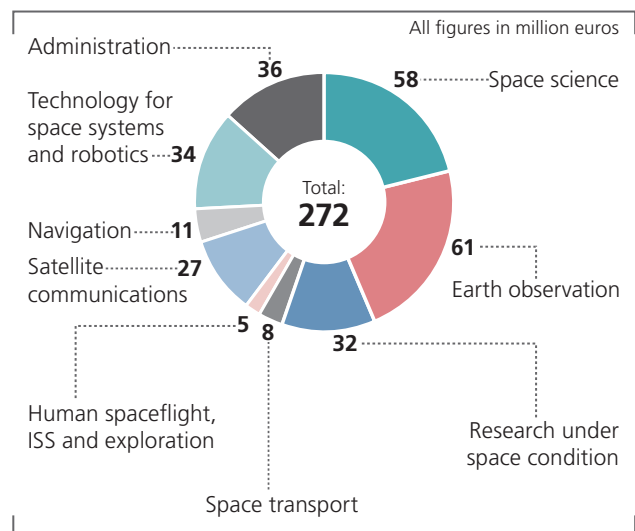 All figures in million euros
Administration
36
58
Space science
Technology for
space systems
and robotics
34
Total:
272
Navigation
11
61
Satellite
communications
27
Earth observation
5
8
32
Human spaceflight,
ISS and exploration
Research under
space condition
Space transport